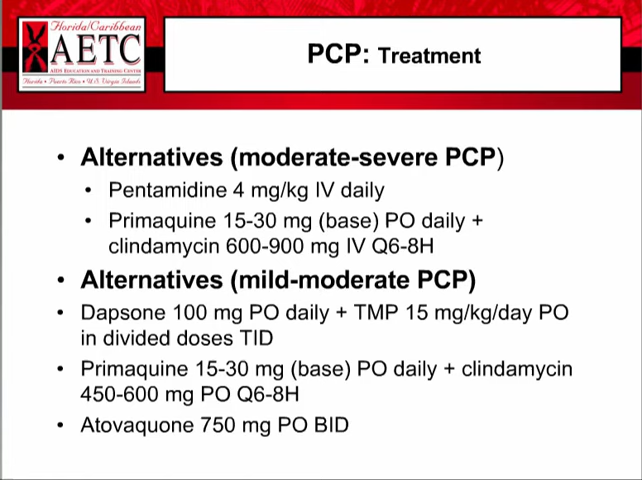 Florida/Caribbean
AETC
AIDS EDUCATION AND TRAINING CENTER
Florida • Puerto Rico • U.S. Virgin Islands
PCP: Treatment
• Alternatives (moderate-severe PCP)
• Pentamidine 4 mg/kg IV daily
• Primaquine 15-30 mg (base) PO daily +
clindamycin 600-900 mg IV Q6-8H
• Alternatives (mild-moderate PCP)
• Dapsone 100 mg PO daily + TMP 15 mg/kg/day PO
in divided doses TID
• Primaquine 15-30 mg (base) PO daily + clindamycin
450-600 mg PO Q6-8H
• Atovaquone 750 mg PO BID